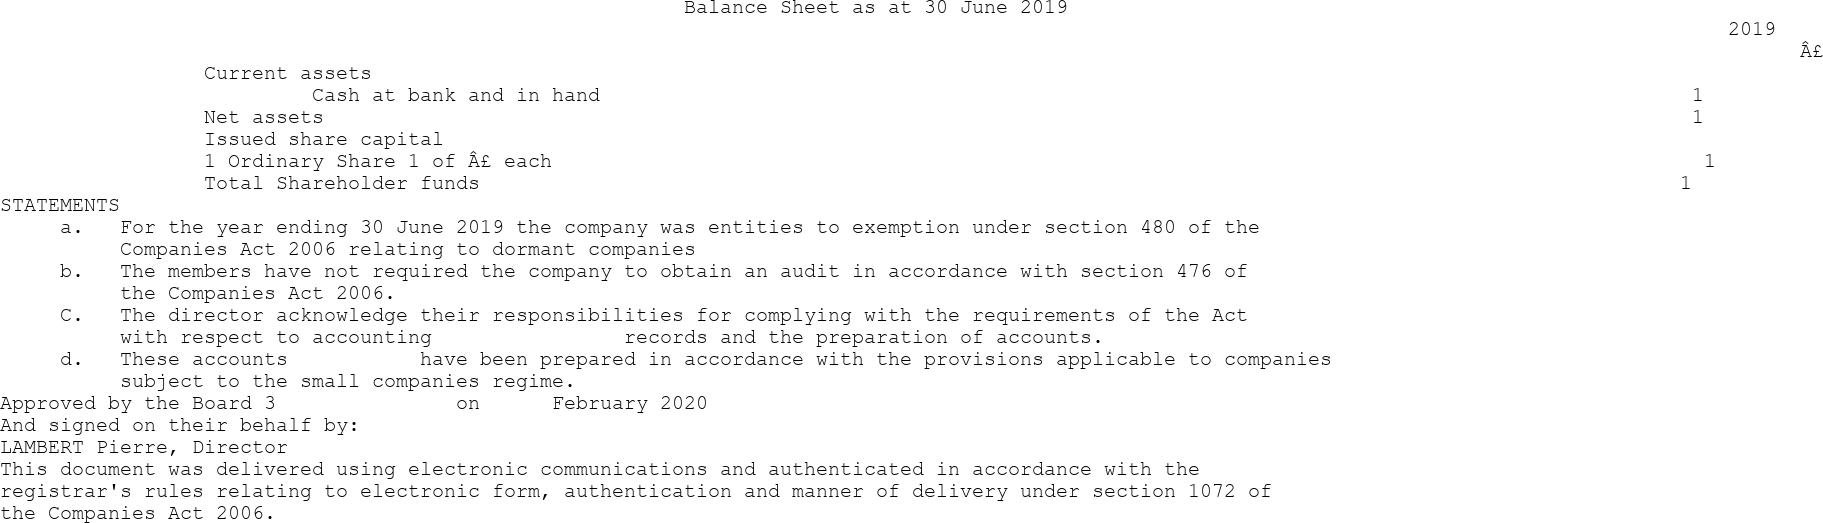 Balance Sheet as at 30 June 2019
2019
Â£
Current assets
Cash at bank and in hand 1
Net assets 1
Issued share capital
1 Ordinary Share 1 of Â£ each 1
Total Shareholder funds 1
STATEMENTS
a. For the year ending 30 June 2019 the company was entities to exemption under section 480 of the
Companies Act 2006 relating to dormant companies
b. The members have not required the company to obtain an audit in accordance with section 476 of
the Companies Act 2006.
C. The director acknowledge their responsibilities for complying with the requirements of the Act
with respect to accounting records and the preparation of accounts.
d. These accounts have been prepared in accordance with the provisions applicable to companies
subject to the small companies regime.
Approved by the Board 3 on February 2020
And signed on their behalf by:
LAMBERT Pierre, Director
This document was delivered using electronic communications and authenticated in accordance with the
registrar's rules relating to electronic form, authentication and manner of delivery under section 1072 of
the Companies Act 2006.